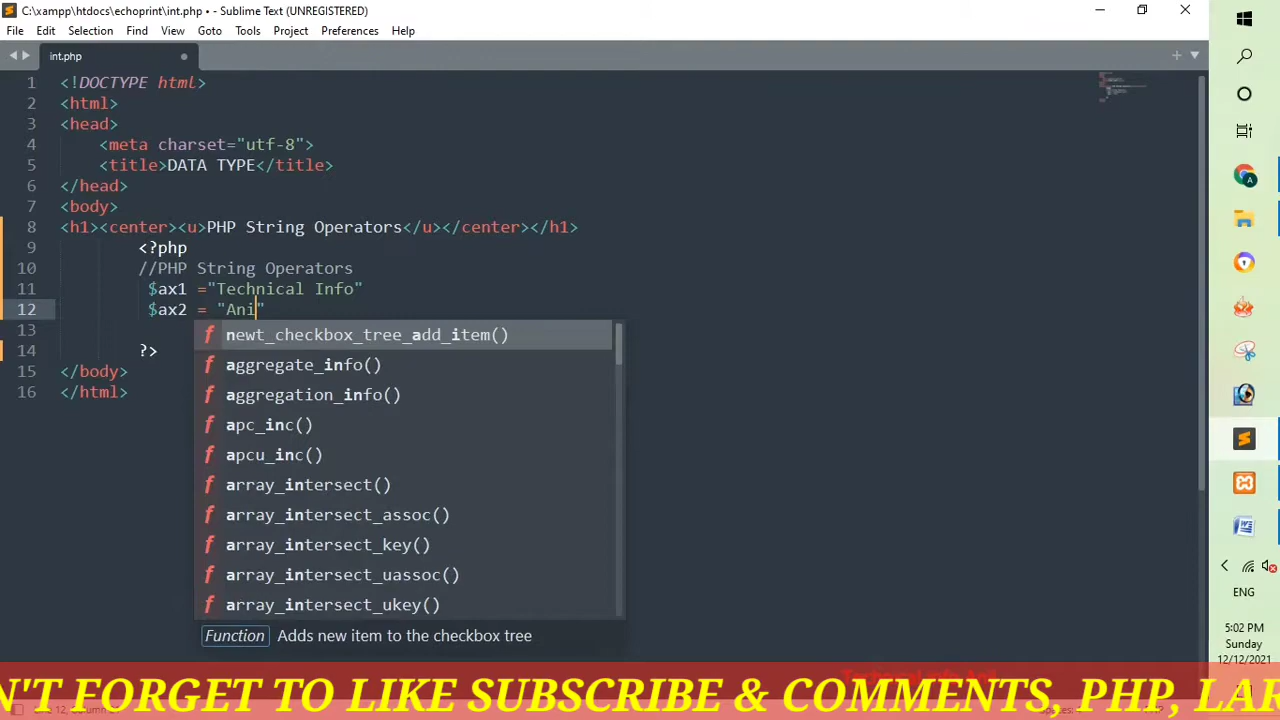 C:\xampp\htdocs\echoprint\int.php • - Sublime Text (UNREGISTERED)
File Edit Selection Find View Goto Tools Project Preferences Help
int.php
1 <!DOCTYPE html>
2 <html>
3 <head>
4 <meta charset="utf-8">
5 <title>DATA TYPE</title>
6 </head>
7 <body>
8 <h1><center><u>PHP String Operators</u></center></h1>
9 <?php
10 //PHP String Operators
11 $ax1 ="Technical Info"
12 $ax2 = "Ani"
13
14 ?>
15 </body>
16 </html>
f newt_checkbox_tree_add_item()
f aggregate_info()
f aggregation_info()
f apc_inc()
f apcu_inc()
f array_intersect()
f array_intersect_assoc()
f array_intersect_key()
f array_intersect_uassoc()
f array_intersect_ukey()
Function Adds new item to the checkbox tree
ENG
5:02 PM
Sunday
12/12/2021
N'T FORGET TO LIKE SUBSCRIBE & COMMENTS, PHP, LAR